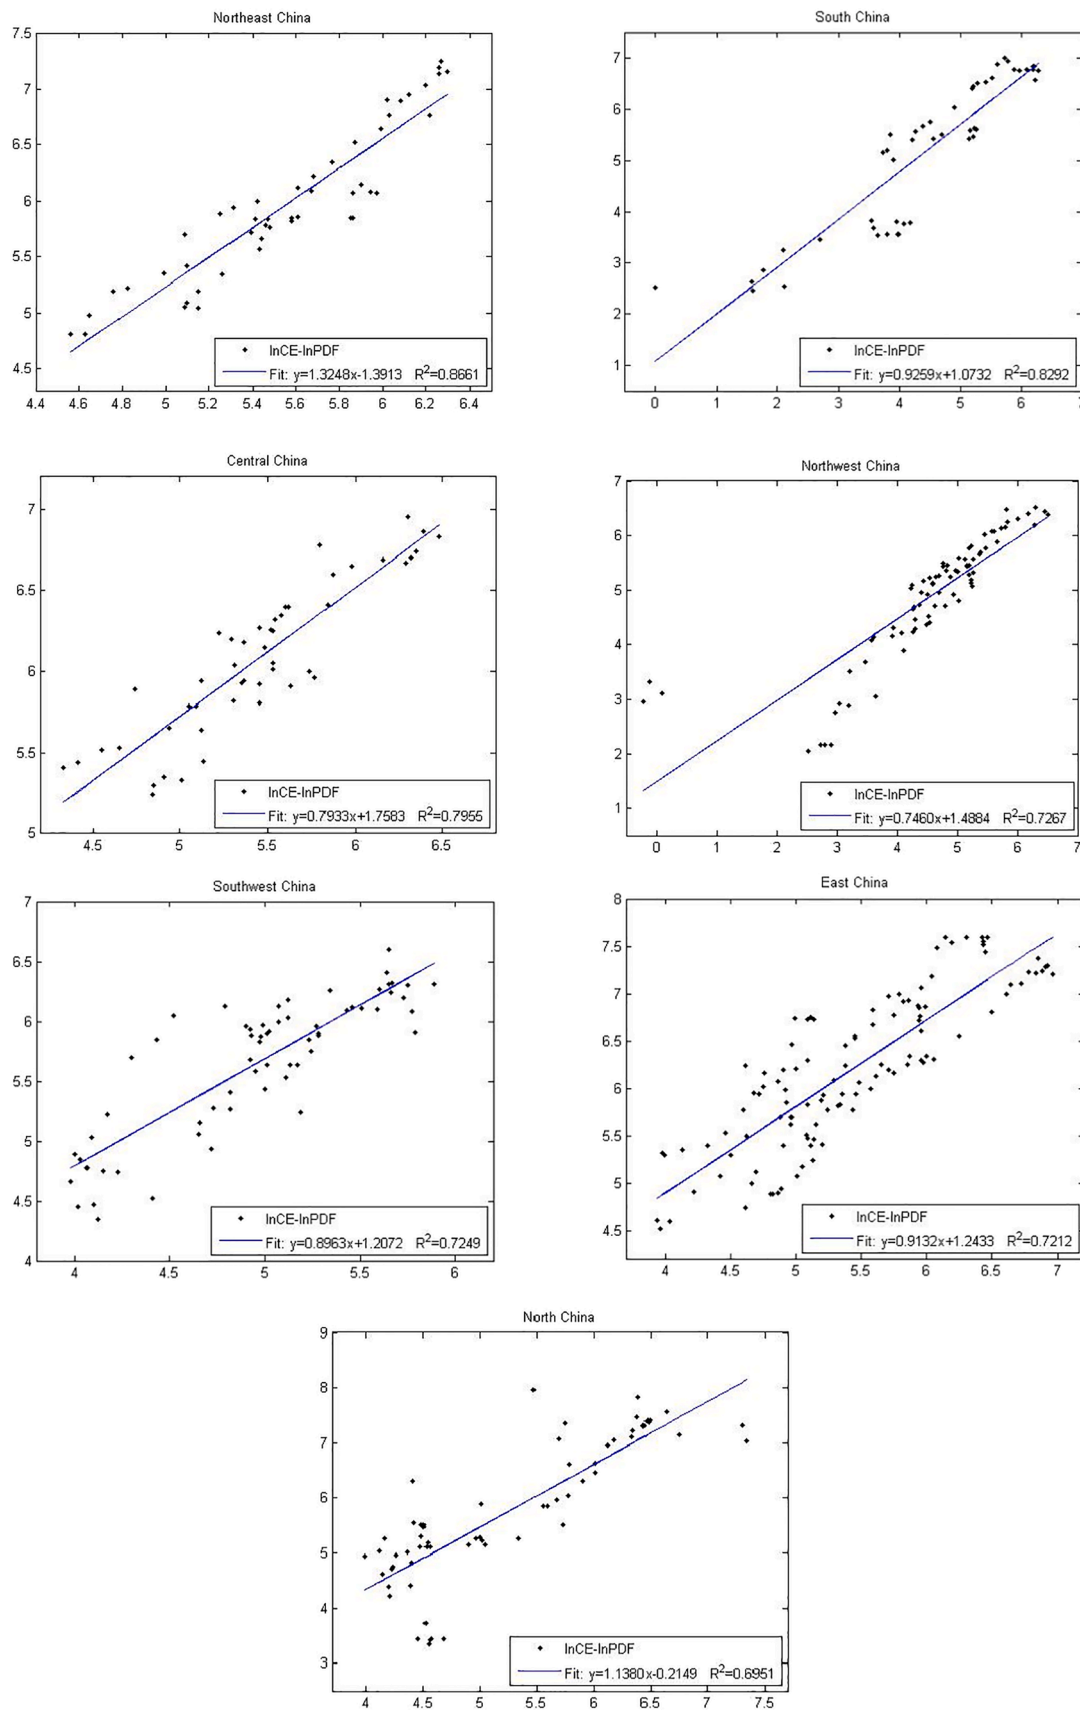 Northeast China
7.5
7
6.5
6
5.5
5
4.5
4.4 4.6 4.8 5 5.2 5.4 5.6 5.8 6 6.2 6.4
lnCE-lnPDF
Fit: y=1.3248x-1.3913 R²=0.8661
South China
7
6
5
4
3
2
1
0 1 2 3 4 5 6
lnCE-lnPDF
Fit: y=0.9259x+1.0732 R²=0.8292
Central China
7
6.5
6
5.5
5
4.5 5 5.5 6 6.5
lnCE-lnPDF
Fit: y=0.7933x+1.7583 R²=0.7955
Northwest China
7
6
5
4
3
2
1
0 1 2 3 4 5 6 7
lnCE-lnPDF
Fit: y=0.7460x+1.4884 R²=0.7267
Southwest China
7
6.5
6
5.5
5
4.5
4
4 4.5 5 5.5 6
lnCE-lnPDF
Fit: y=0.8963x+1.2072 R²=0.7249
East China
8
7.5
7
6.5
6
5.5
5
4.5
4 4.5 5 5.5 6 6.5 7
lnCE-lnPDF
Fit: y=0.9132x+1.2433 R²=0.7212
North China
9
8
7
6
5
4
3
4 4.5 5 5.5 6 6.5 7 7.5
lnCE-lnPDF
Fit: y=1.1380x-0.2149 R²=0.6951